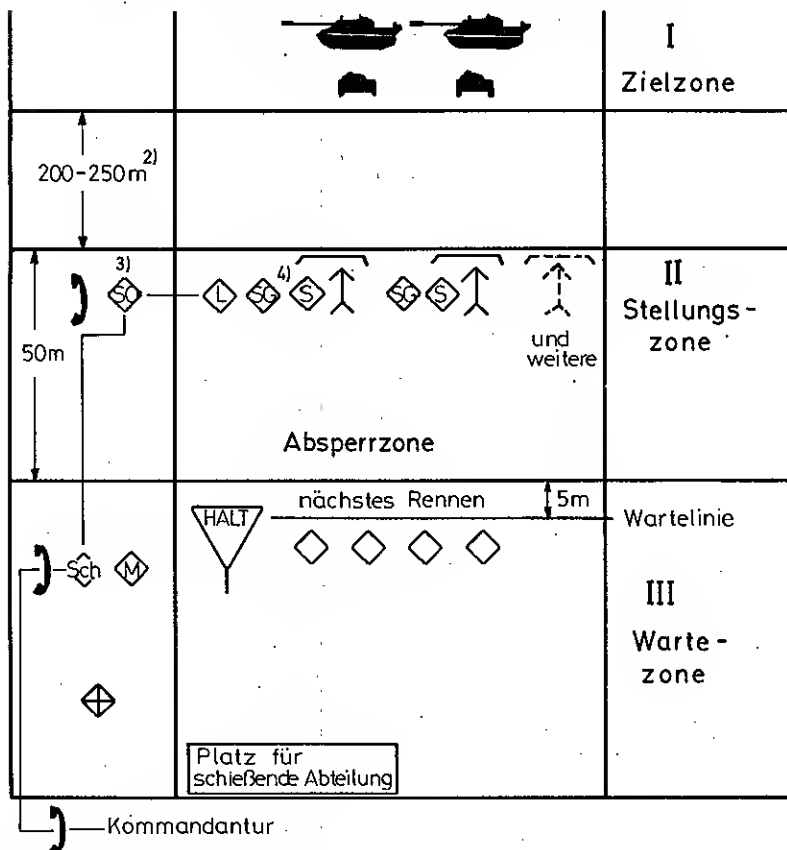 I
Zielzone
200-250m 2)
3)
SO
L
SG
4)
S
SG
S
II
Stellungs-
zone
und
weitere
50m
Absperrzone
nächstes Rennen
5m
HALT
Wartelinie
Sch
M
III
Warte-
zone
Platz für
schießende Abteilung
Kommandantur